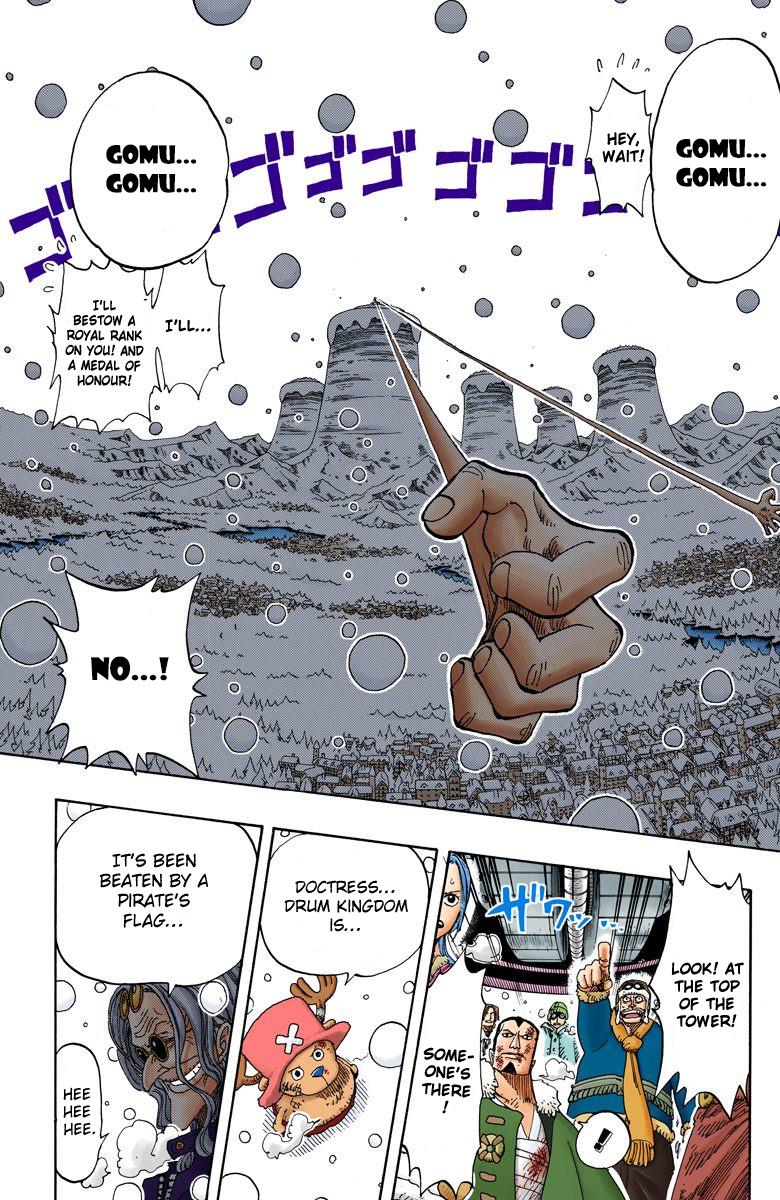 GOMU...
GOMU...
HEY,
WAIT!
ゴゴゴゴゴゴゴ
GOMU...
GOMU...
I'LL...
I'LL
BESTOW A
ROYAL RANK
ON YOU! AND
A MEDAL OF
HONOUR!
NO...!
LOOK! AT
THE TOP
OF THE
TOWER!
ザワッ...
SOME-
ONE'S
THERE
!
!
DOCTRESS...
DRUM KINGDOM
IS...
IT'S BEEN
BEATEN BY A
PIRATE'S
FLAG...
HEE
HEE
HEE.